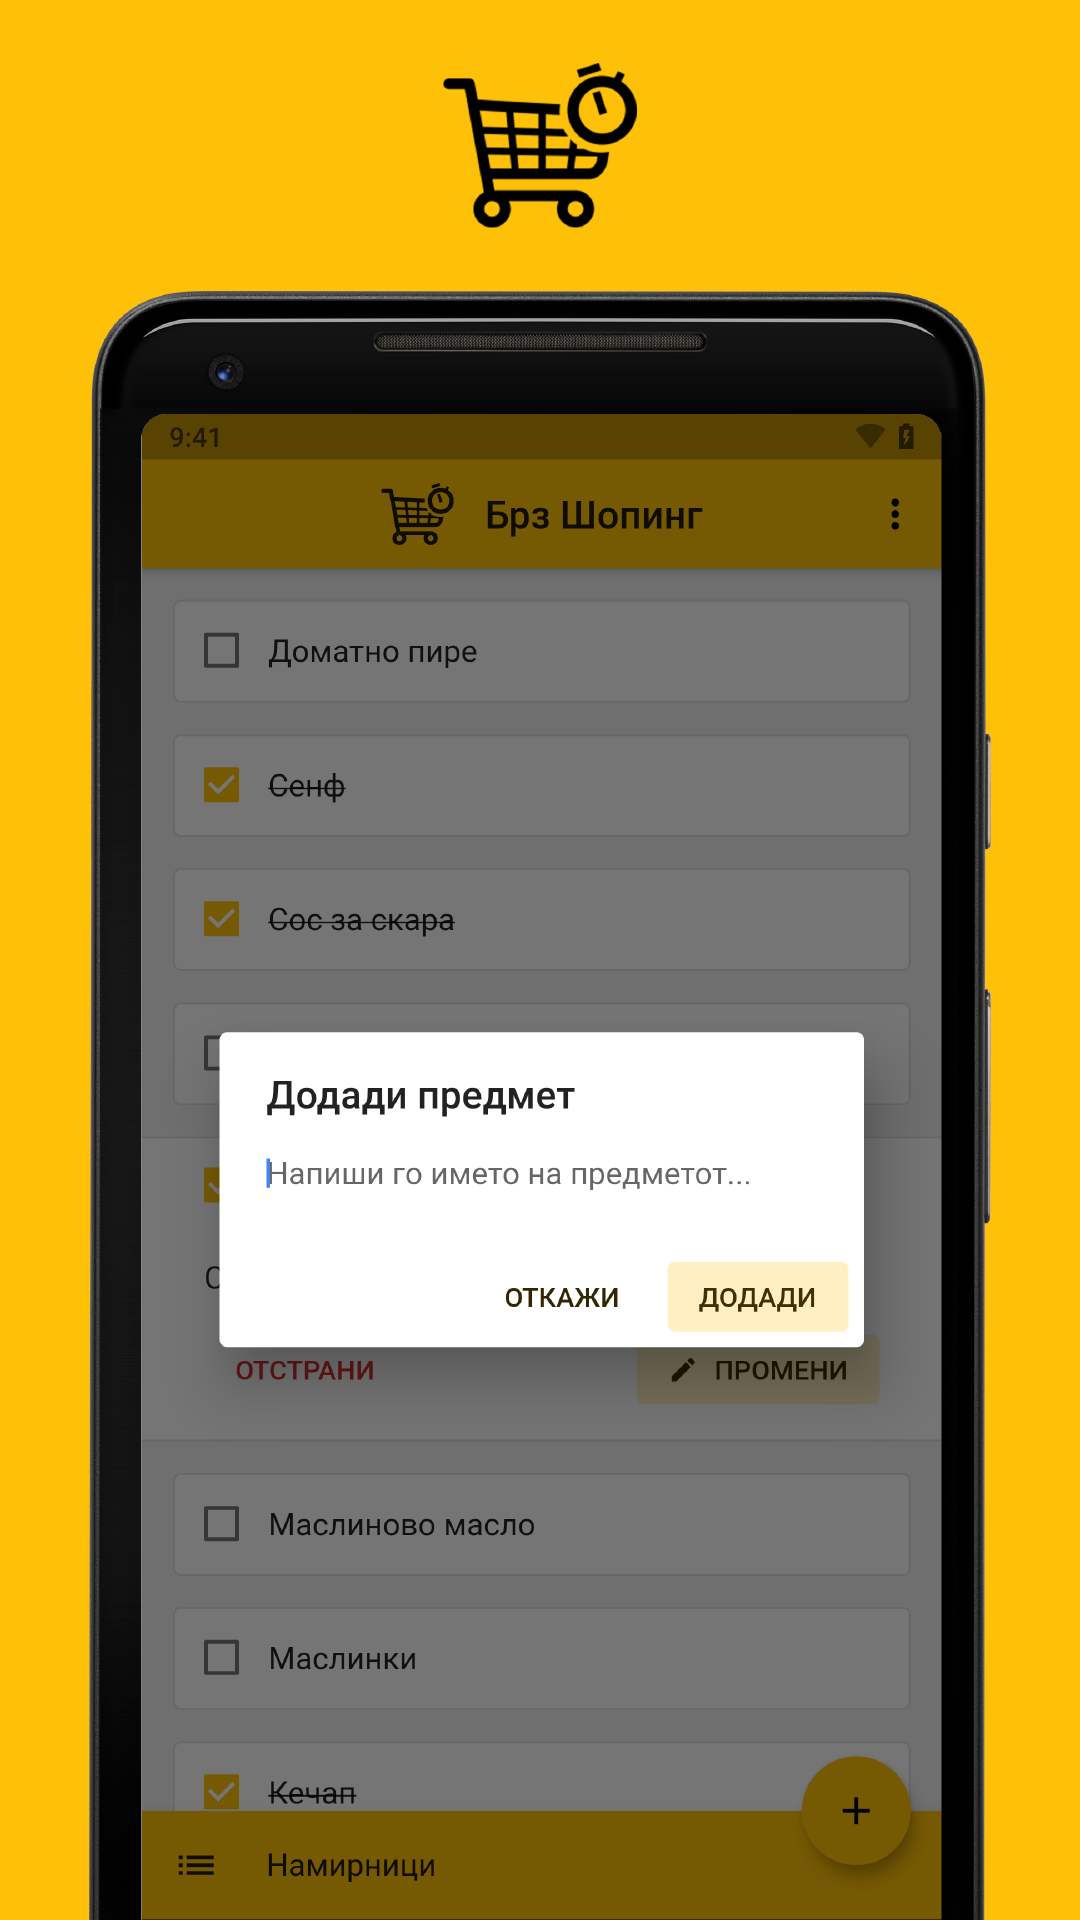 9:41
Брз Шопинг
Доматно пире
Сенф
Сос за скара
Додади предмет
Напиши го името на предметот...
ОТКАЖИ
ДОДАДИ
ОТСТРАНИ
ПРОМЕНИ
Маслиново масло
Маслинки
Кечап
Намирници